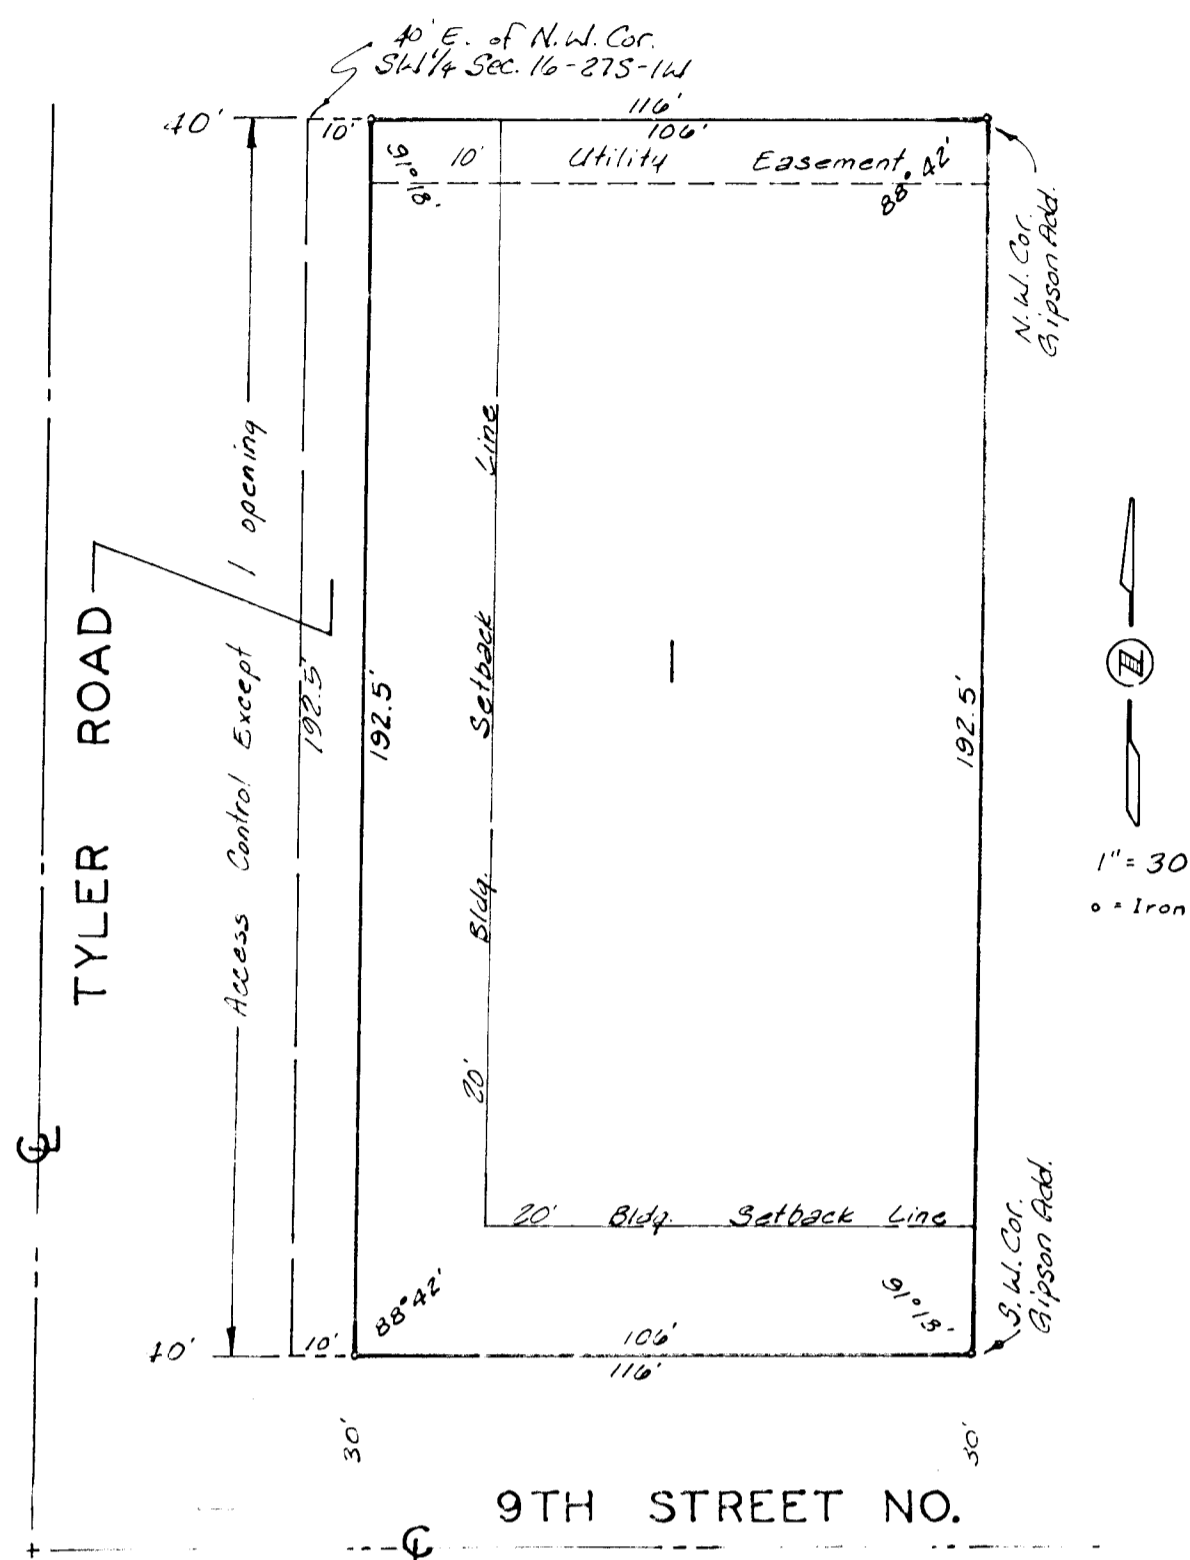 40' E. of N.W. Cor.
SW1/4 Sec. 16-27S-1W
40'
10'
116'
106'
91°18'
10' Utility Easement
88°42'
N.W. Cor.
Gipson Add.
TYLER ROAD
Access Control Except 1 opening
192.5'
192.5'
20' Bldg. Setback Line
192.5'
1" = 30
o = Iron
℄
20' Bldg. Setback Line
88°42'
91°18'
S.W. Cor.
Gipson Add.
40'
10'
106'
116'
30'
30'
9TH STREET NO.
℄